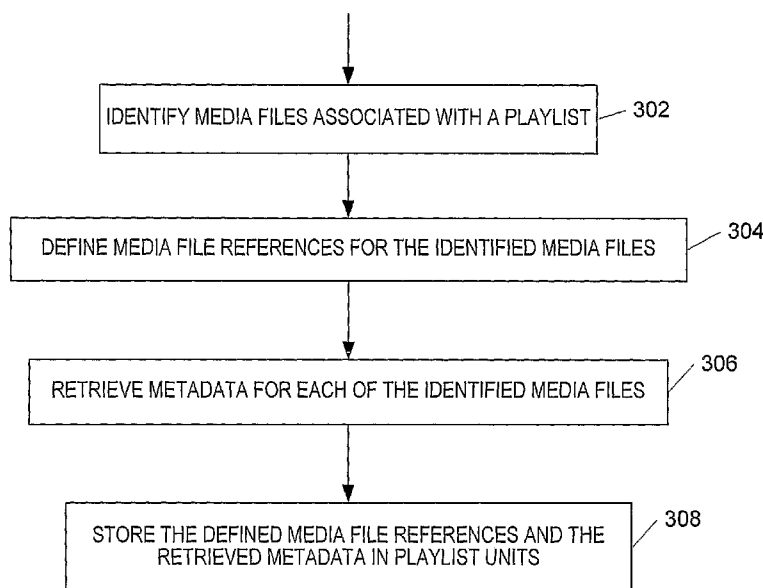 IDENTIFY MEDIA FILES ASSOCIATED WITH A PLAYLIST
302
DEFINE MEDIA FILE REFERENCES FOR THE IDENTIFIED MEDIA FILES
304
RETRIEVE METADATA FOR EACH OF THE IDENTIFIED MEDIA FILES
306
STORE THE DEFINED MEDIA FILE REFERENCES AND THE
RETRIEVED METADATA IN PLAYLIST UNITS
308